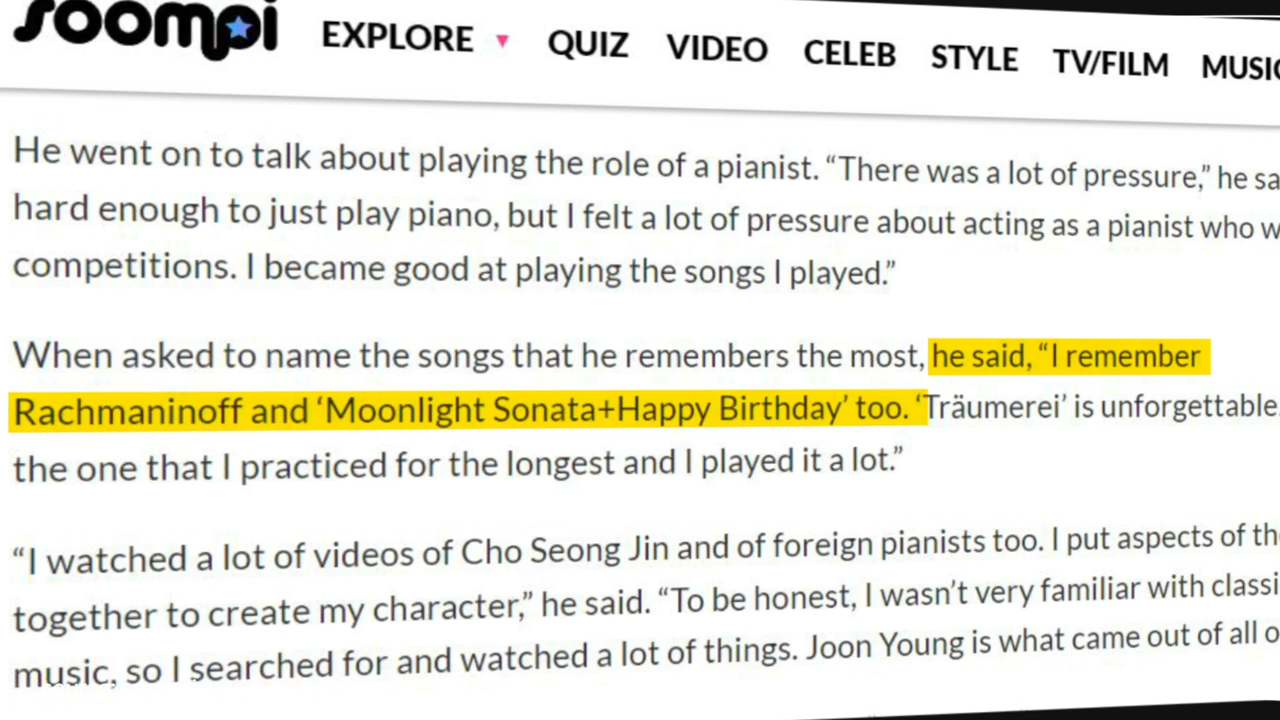 soompi EXPLORE ▼ QUIZ VIDEO CELEB STYLE TV/FILM
He went on to talk about playing the role of a pianist. “There was a lot of pressure,” he
hard enough to just play piano, but I felt a lot of pressure about acting as a pianist who
competitions. I became good at playing the songs I played.”
When asked to name the songs that he remembers the most, he said, “I remember
Rachmaninoff and ‘Moonlight Sonata+Happy Birthday’ too. ‘Träumerei’ is unforgettable.
the one that I practiced for the longest and I played it a lot.”
“I watched a lot of videos of Cho Seong Jin and of foreign pianists too. I put aspects of
together to create my character,” he said. “To be honest, I wasn’t very familiar with
music, so I searched for and watched a lot of things. Joon Young is what came out of all